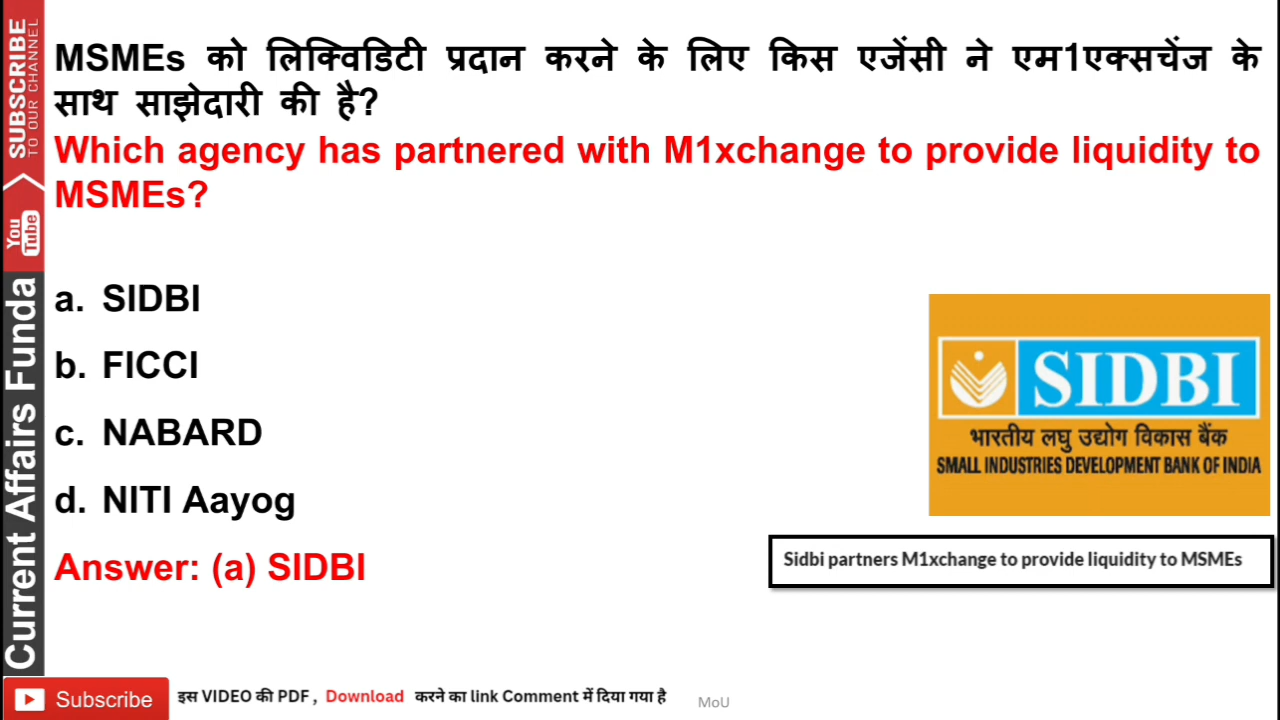 MSMEs को लिक्विडिटी प्रदान करने के लिए किस एजेंसी ने एम1एक्सचेंज के
साथ साझेदारी की है?
Which agency has partnered with M1xchange to provide liquidity to
MSMEs?
a. SIDBI
b. FICCI
c. NABARD
d. NITI Aayog
Answer: (a) SIDBI
SIDBI
भारतीय लघु उद्योग विकास बैंक
SMALL INDUSTRIES DEVELOPMENT BANK OF INDIA
Sidbi partners M1xchange to provide liquidity to MSMEs
SUBSCRIBE
TO OUR CHANNEL
You
Tube
Current Affairs Funda
Subscribe
इस VIDEO की PDF , Download करने का link Comment में दिया गया है
MoU